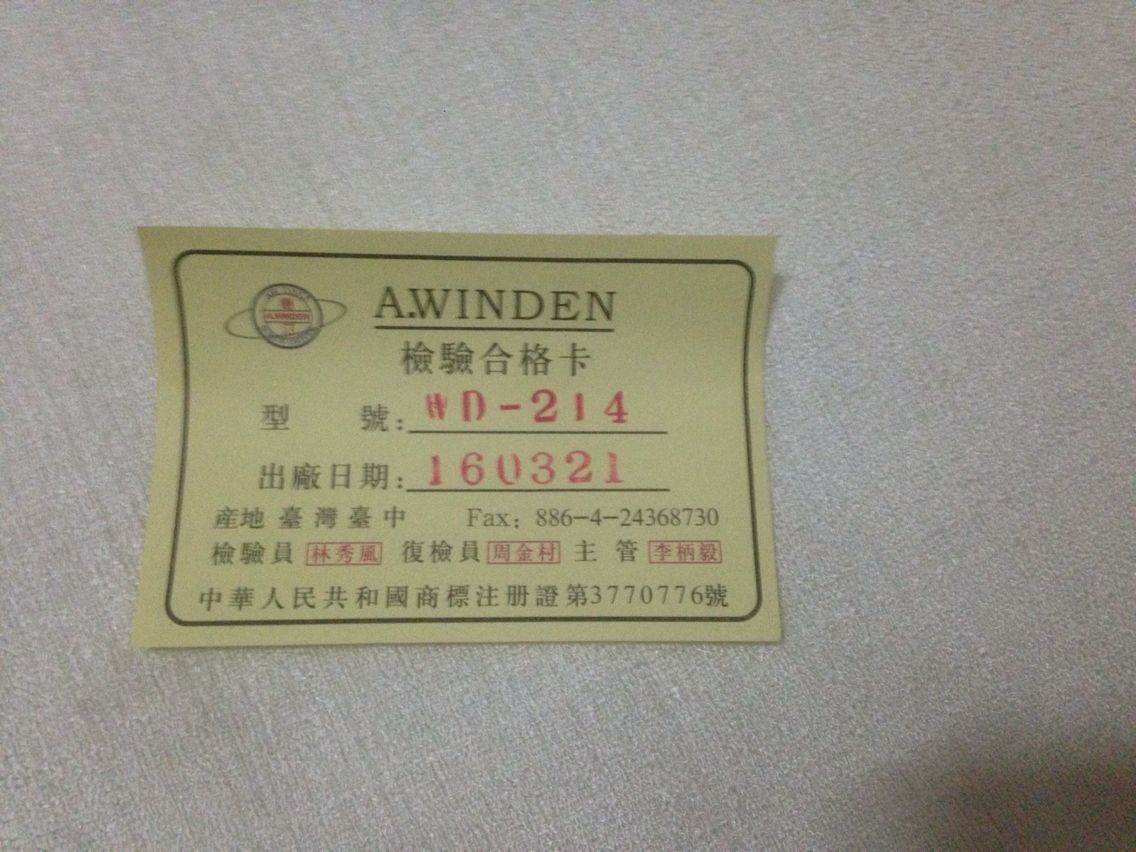 A.WINDEN
A.WINDEN
檢驗合格卡
型 號: WD-214
出廠日期: 160321
産地 臺灣臺中 Fax: 886-4-24368730
檢驗員 林秀風 復檢員 周金村 主 管 李柄毅
中華人民共和國商標注册證第3770776號